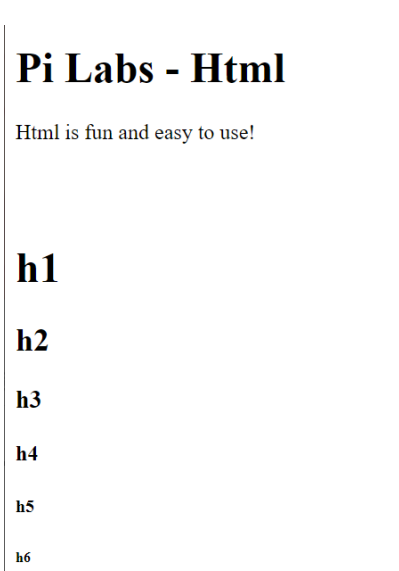 Pi Labs - Html
Html is fun and easy to use!
h1
h2
h3
h4
h5
h6